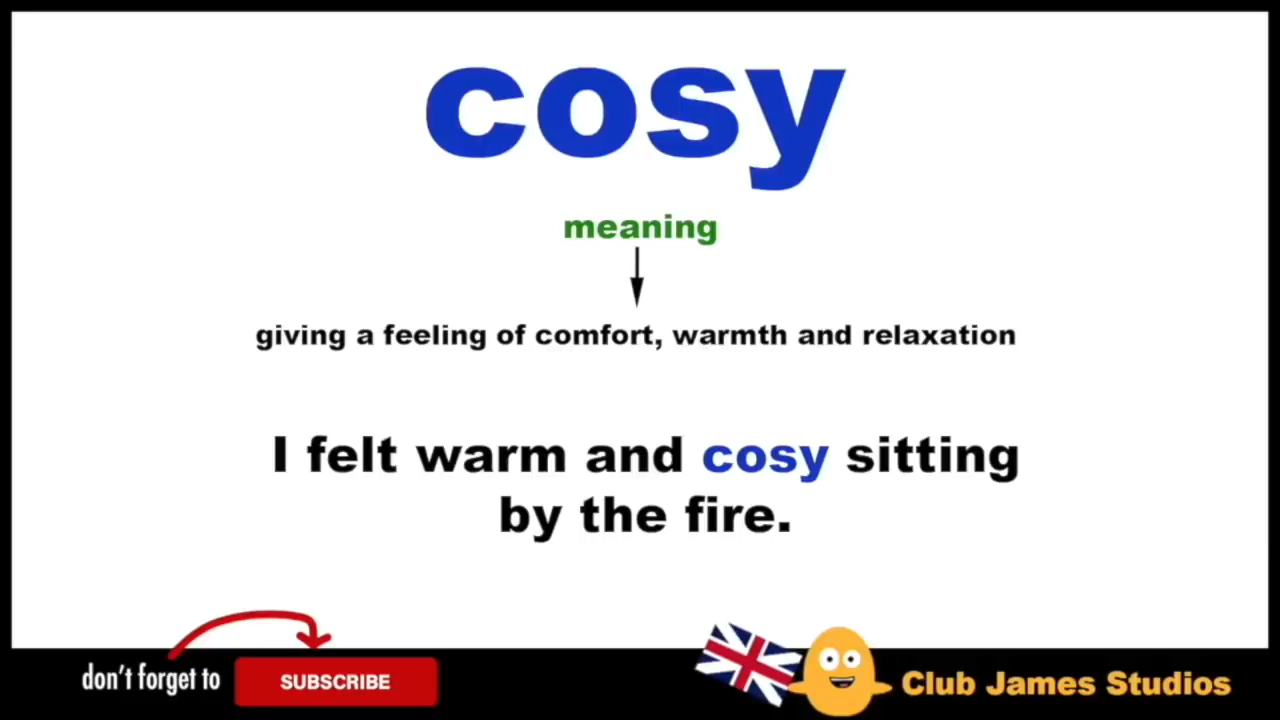 cosy
meaning
giving a feeling of comfort, warmth and relaxation
I felt warm and cosy sitting
by the fire.
don't forget to
SUBSCRIBE
Club James Studios